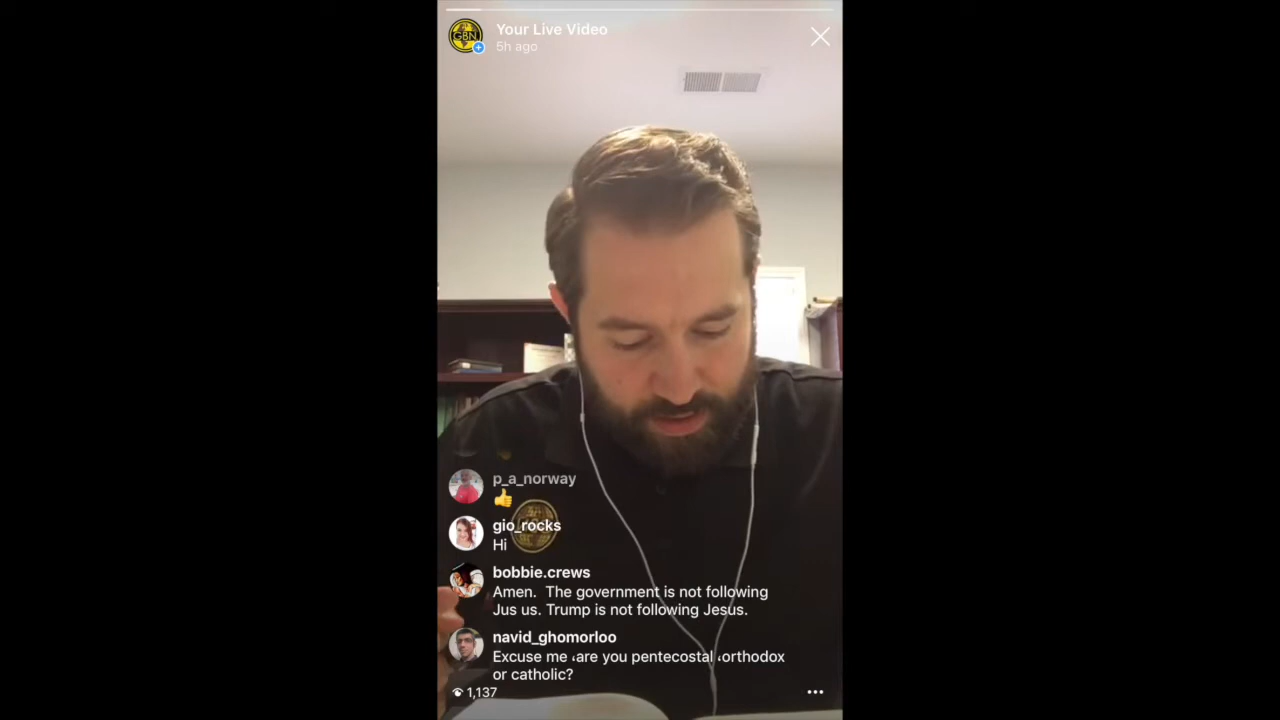 GBN
Your Live Video
5h ago
p_a_norway
👍
gio_rocks
Hi
bobbie.crews
Amen.  The government is not following
Jus us. Trump is not following Jesus.
navid_ghomorloo
Excuse me ،are you pentecostal ،orthodox
or catholic?
1,137